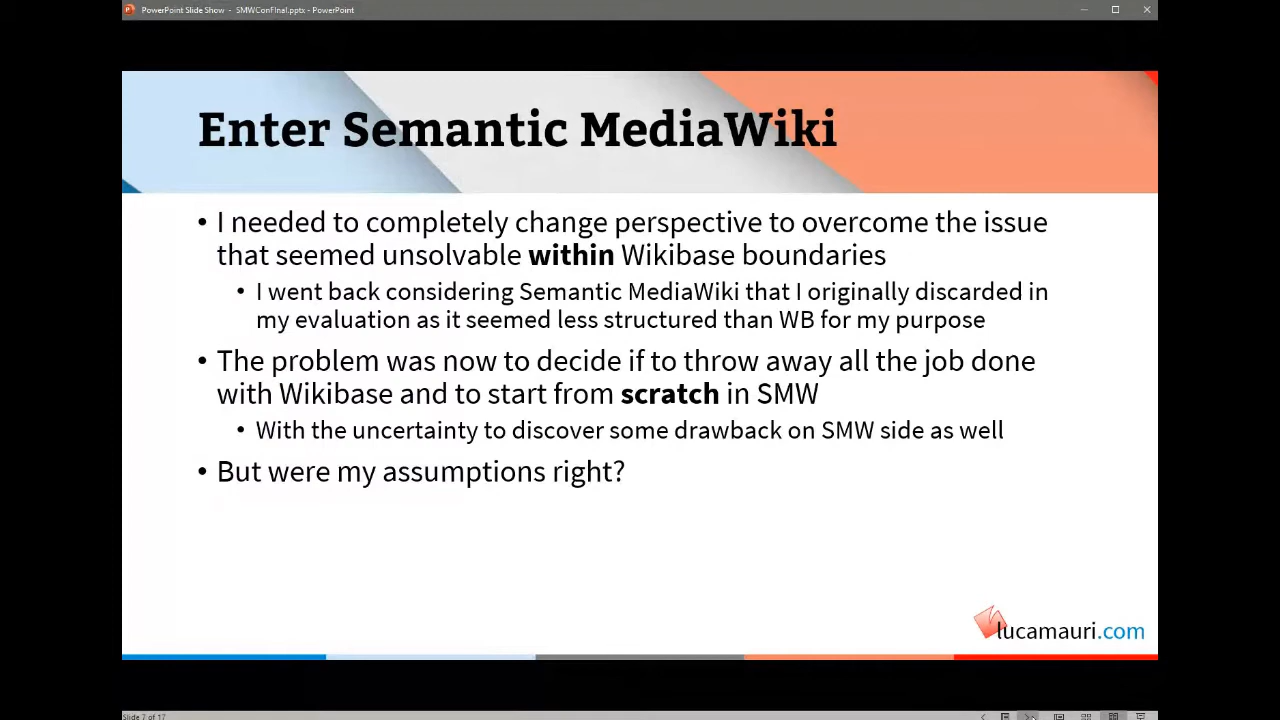 PowerPoint Slide Show - SMWConFInal.pptx - PowerPoint
Enter Semantic MediaWiki
• I needed to completely change perspective to overcome the issue
that seemed unsolvable within Wikibase boundaries
• I went back considering Semantic MediaWiki that I originally discarded in
my evaluation as it seemed less structured than WB for my purpose
• The problem was now to decide if to throw away all the job done
with Wikibase and to start from scratch in SMW
• With the uncertainty to discover some drawback on SMW side as well
• But were my assumptions right?
lucamauri.com
Slide 7 of 17